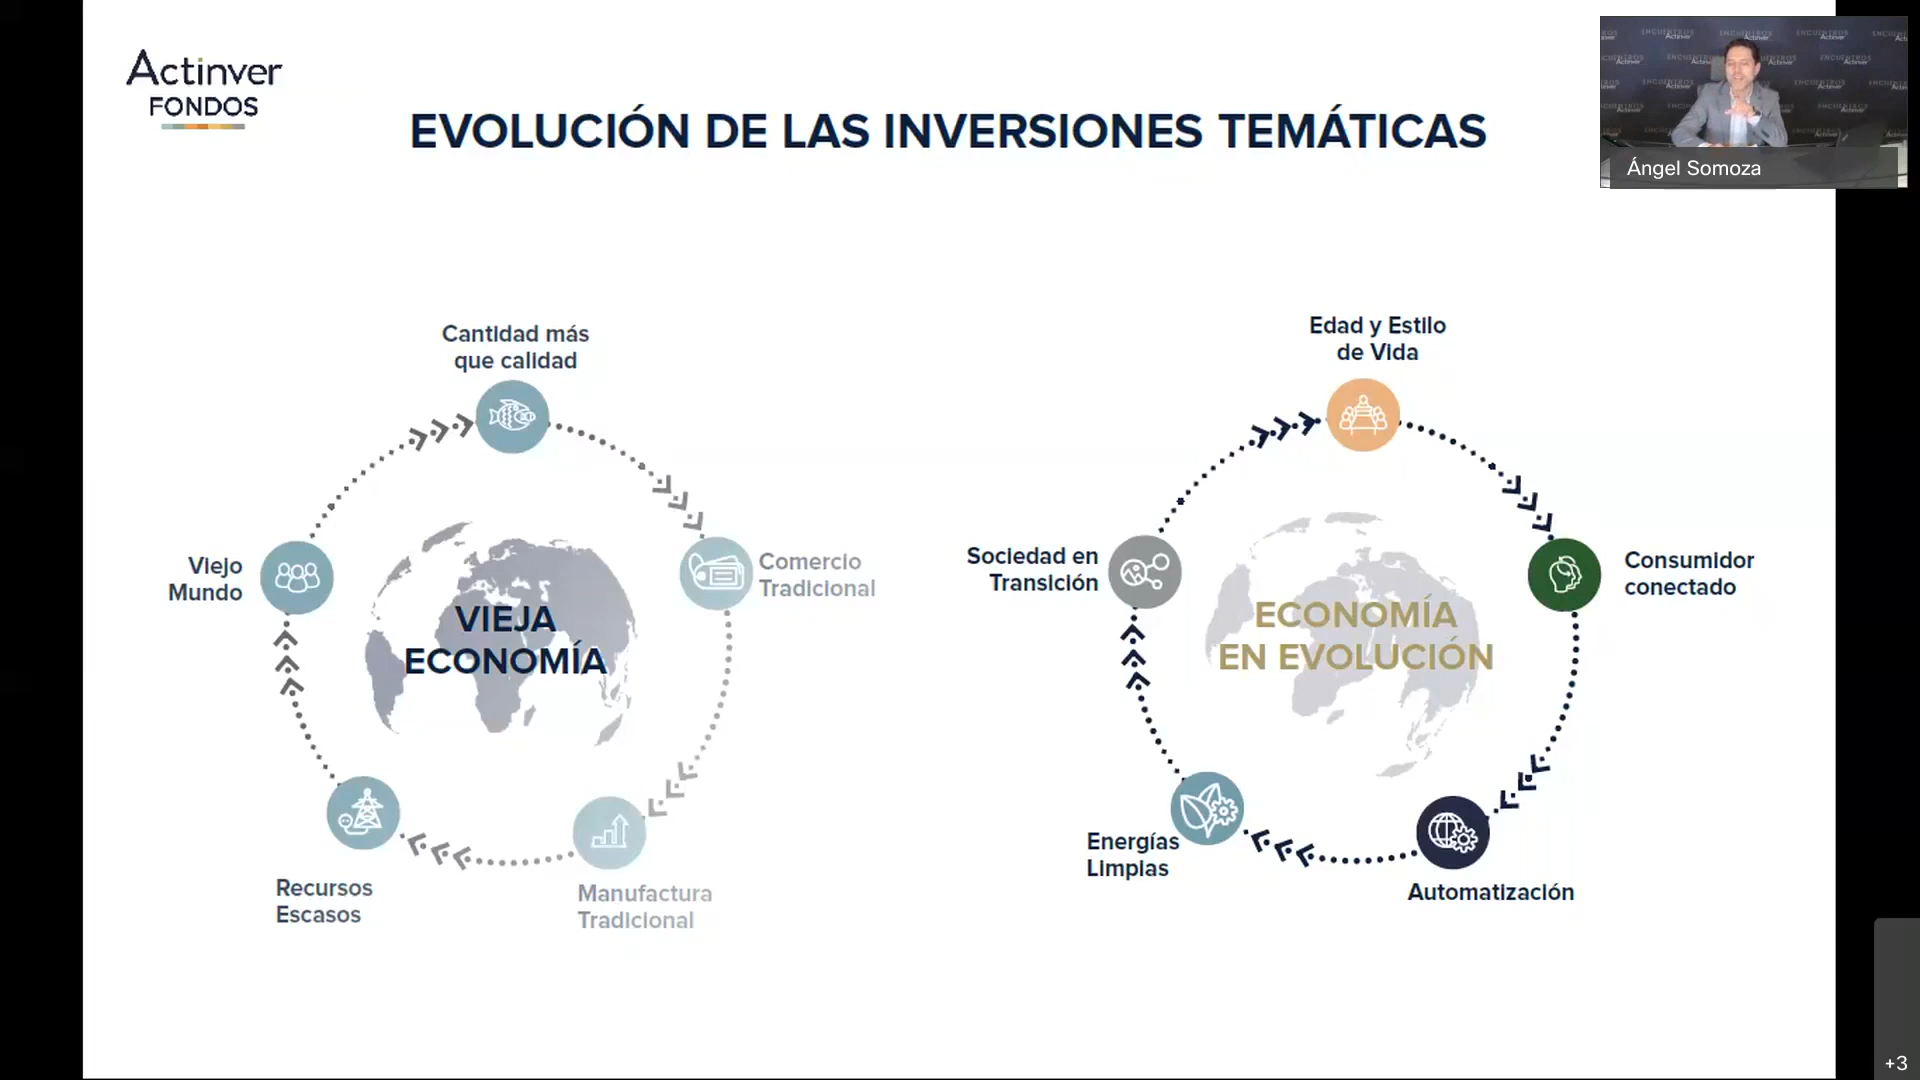 Actinver
FONDOS
EVOLUCIÓN DE LAS INVERSIONES TEMÁTICAS
Ángel Somoza
Cantidad más
que calidad
Comercio
Tradicional
Manufactura
Tradicional
Recursos
Escasos
Viejo
Mundo
VIEJA
ECONOMÍA
Edad y Estilo
de Vida
Consumidor
conectado
Automatización
Energías
Limpias
Sociedad en
Transición
ECONOMÍA
EN EVOLUCIÓN
+3
ENCUENTROS
Actinver